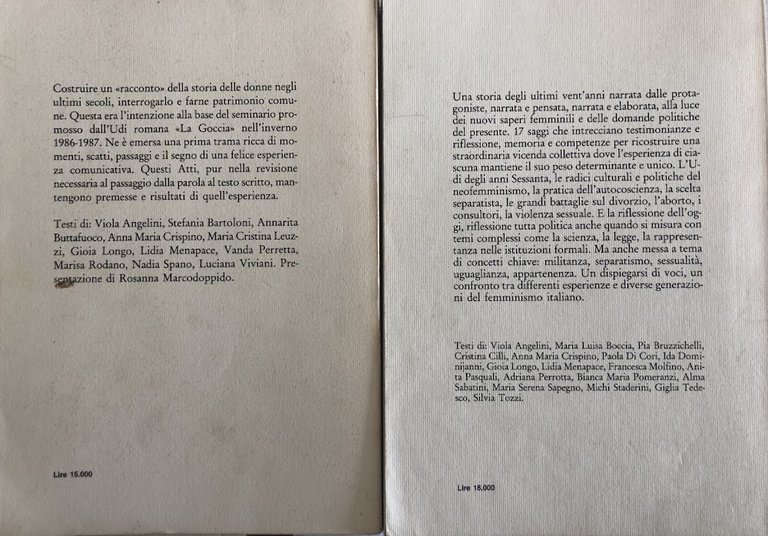 Costruire un «racconto» della storia delle donne negli
ultimi secoli, interrogarlo e farne patrimonio comu-
ne. Questa era l'intenzione alla base del seminario pro-
mosso dall'Udi romana «La Goccia» nell'inverno
1986-1987. Ne è emersa una prima trama ricca di mo-
menti, scatti, passaggi e il segno di una felice esperien-
za comunicativa. Questi Atti, pur nella revisione
necessaria al passaggio dalla parola al testo scritto, man-
tengono premesse e risultati di quell'esperienza.
Testi di: Viola Angelini, Stefania Bartoloni, Annarita
Buttafuoco, Anna Maria Crispino, Maria Cristina Leuz-
zi, Gioia Longo, Lidia Menapace, Vanda Perretta,
Marisa Rodano, Nadia Spano, Luciana Viviani. Pre-
sentazione di Rosanna Marcodoppido.
Lire 15.000
Una storia degli ultimi vent'anni narrata dalle prota-
goniste, narrata e pensata, narrata e elaborata, alla luce
dei nuovi saperi femminili e delle domande politiche
del presente. 17 saggi che intrecciano testimonianze e
riflessione, memoria e competenze per ricostruire una
straordinaria vicenda collettiva dove l'esperienza di cia-
scuna mantiene il suo peso determinante e unico. L'U-
di degli anni Sessanta, le radici culturali e politiche del
neofemminismo, la pratica dell'autocoscienza, la scelta
separatista, le grandi battaglie sul divorzio, l'aborto, i
consultori, la violenza sessuale. E la riflessione dell'og-
gi, riflessione tutta politica anche quando si misura con
temi complessi come la scienza, la legge, la rappresen-
tanza nelle istituzioni formali. Ma anche messa a tema
di concetti chiave: militanza, separatismo, sessualità,
uguaglianza, appartenenza. Un dispiegarsi di voci, un
confronto tra differenti esperienze e diverse generazio-
ni del femminismo italiano.
Testi di: Viola Angelini, Maria Luisa Boccia, Pia Bruzzichelli,
Cristina Cilli, Anna Maria Crispino, Paola Di Cori, Ida Domi-
nijanni, Gioia Longo, Lidia Menapace, Francesca Molfino, Ani-
ta Pasquali, Adriana Perrotta, Bianca Maria Pomeranzi, Alma
Sabatini, Maria Serena Sapegno, Michi Staderini, Giglia Tede-
sco, Silvia Tozzi.
Lire 18.000